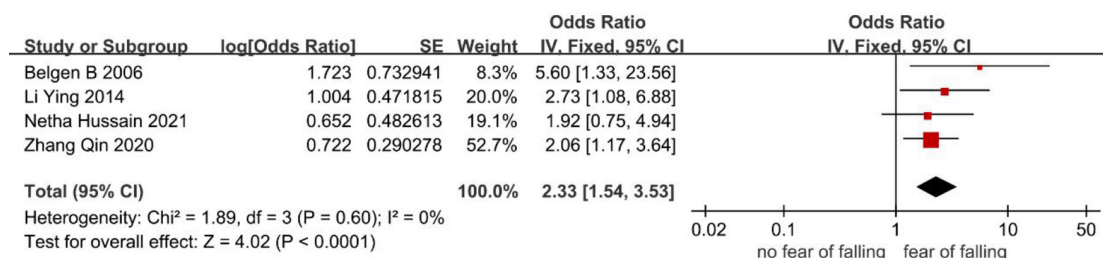 Odds Ratio Odds Ratio
Study or Subgroup log[Odds Ratio] SE Weight IV, Fixed, 95% CI IV, Fixed, 95% CI
Belgen B 2006 1.723 0.732941 8.3% 5.60 [1.33, 23.56]
Li Ying 2014 1.004 0.471815 20.0% 2.73 [1.08, 6.88]
Netha Hussain 2021 0.652 0.482613 19.1% 1.92 [0.75, 4.94]
Zhang Qin 2020 0.722 0.290278 52.7% 2.06 [1.17, 3.64]
Total (95% CI) 100.0% 2.33 [1.54, 3.53]
Heterogeneity: Chi² = 1.89, df = 3 (P = 0.60); I² = 0%
Test for overall effect: Z = 4.02 (P < 0.0001)
0.02 0.1 1 10 50
no fear of falling fear of falling